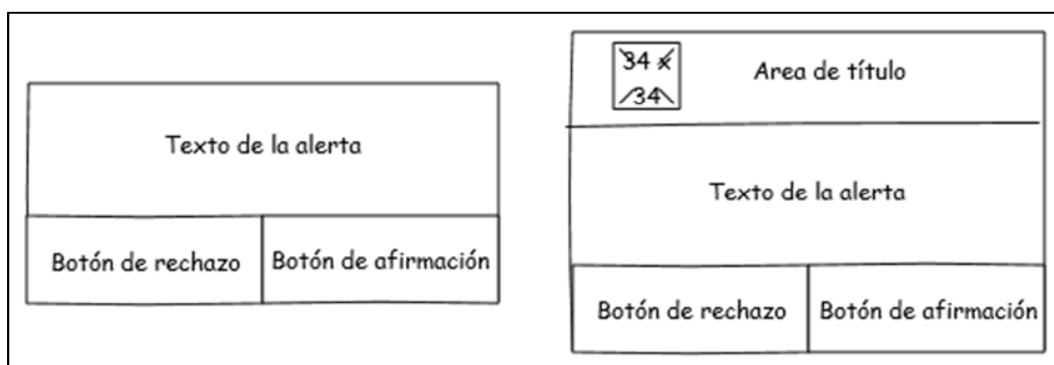 Texto de la alerta
Botón de rechazo
Botón de afirmación
34 x
34
Area de título
Texto de la alerta
Botón de rechazo
Botón de afirmación